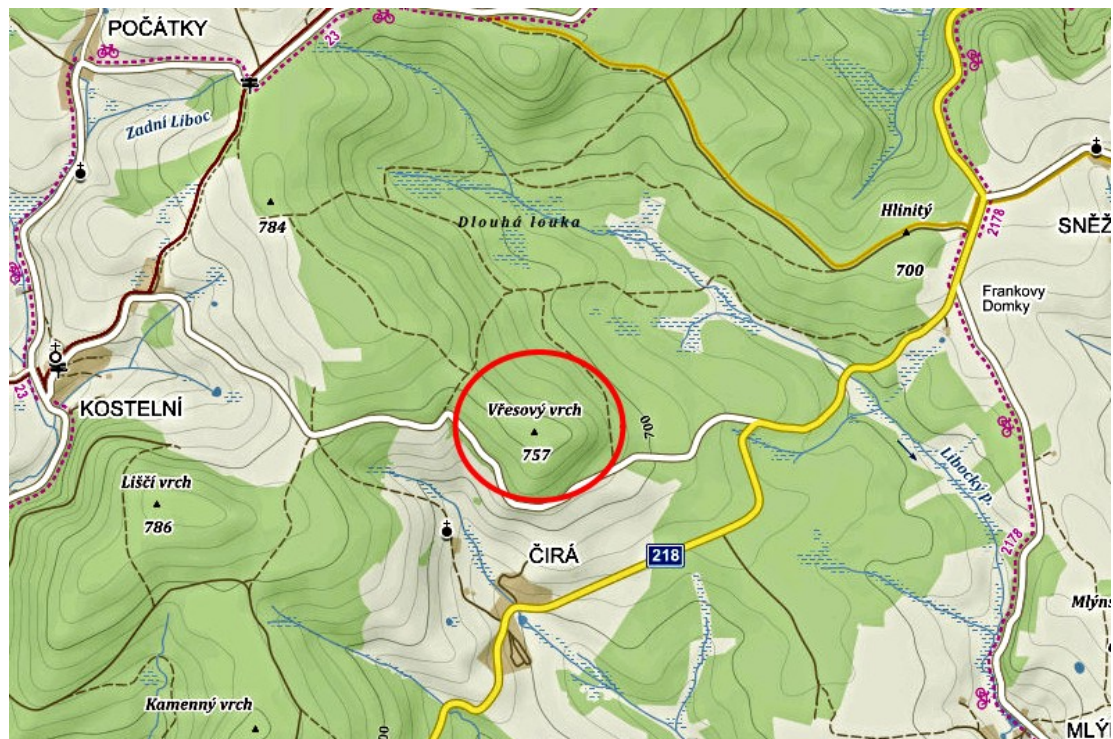 POČÁTKY
23
Zadní Liboc
784
Dlouhá louka
Hlinitý
700
2178
SNĚŽ
Frankovy
Domky
23
KOSTELNÍ
Vřesový vrch
757
700
Liščí vrch
786
Libocký p.
ČIRÁ
218
2178
Mlýns
Kamenný vrch
00
MLÝ